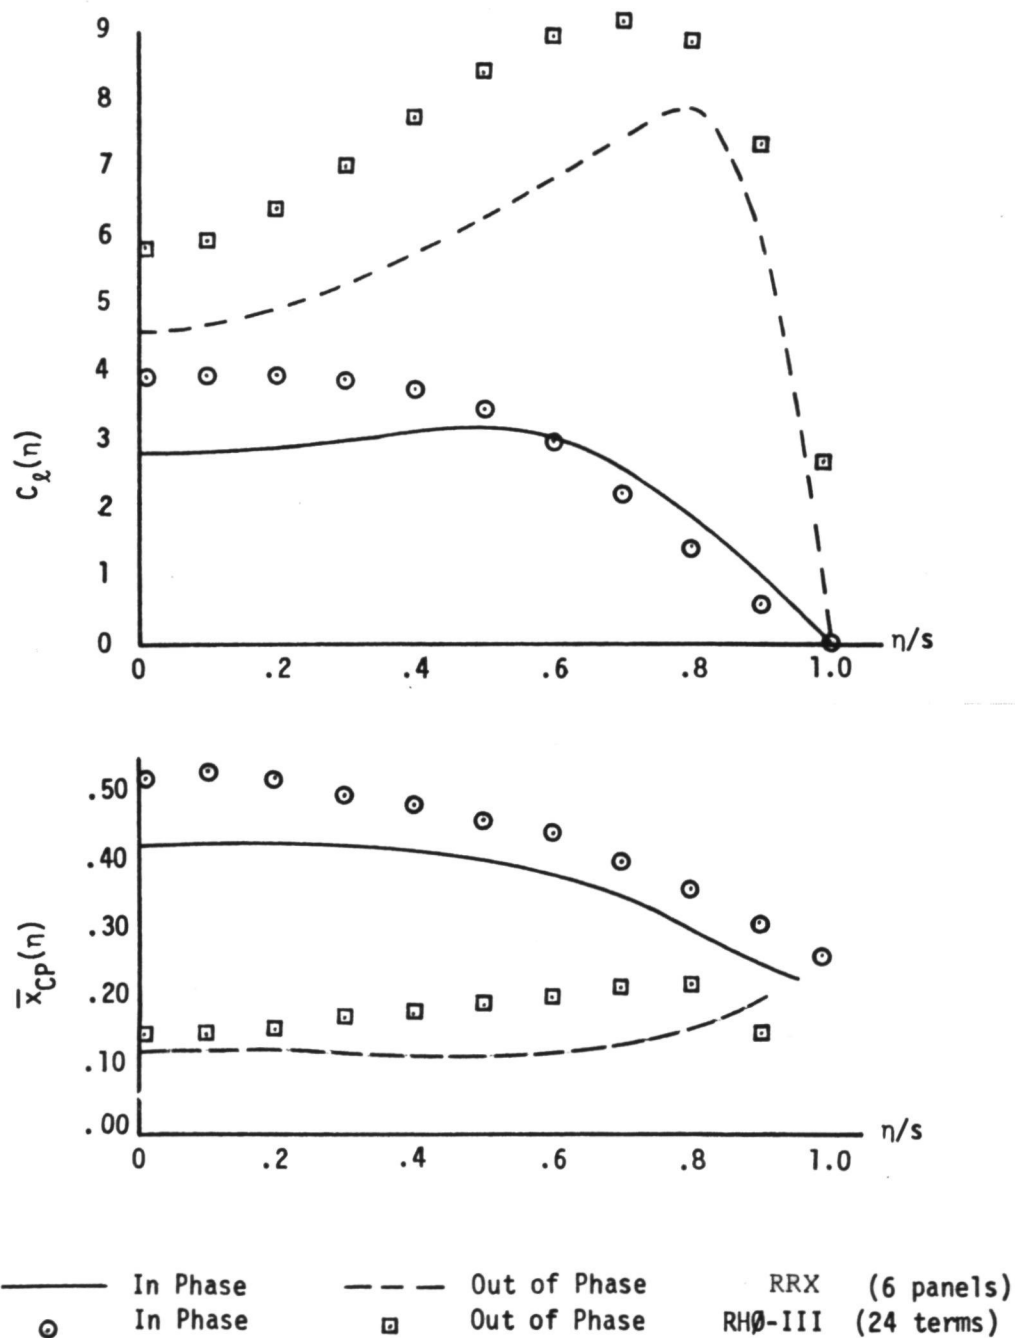 9
8
7
6
5
4
3
2
1
0
C_ℓ(η)
0 .2 .4 .6 .8 1.0
η/s
.50
.40
.30
.20
.10
.00
x̅_CP(η)
0 .2 .4 .6 .8 1.0
η/s
In Phase Out of Phase RRX (6 panels)
In Phase Out of Phase RHØ-III (24 terms)